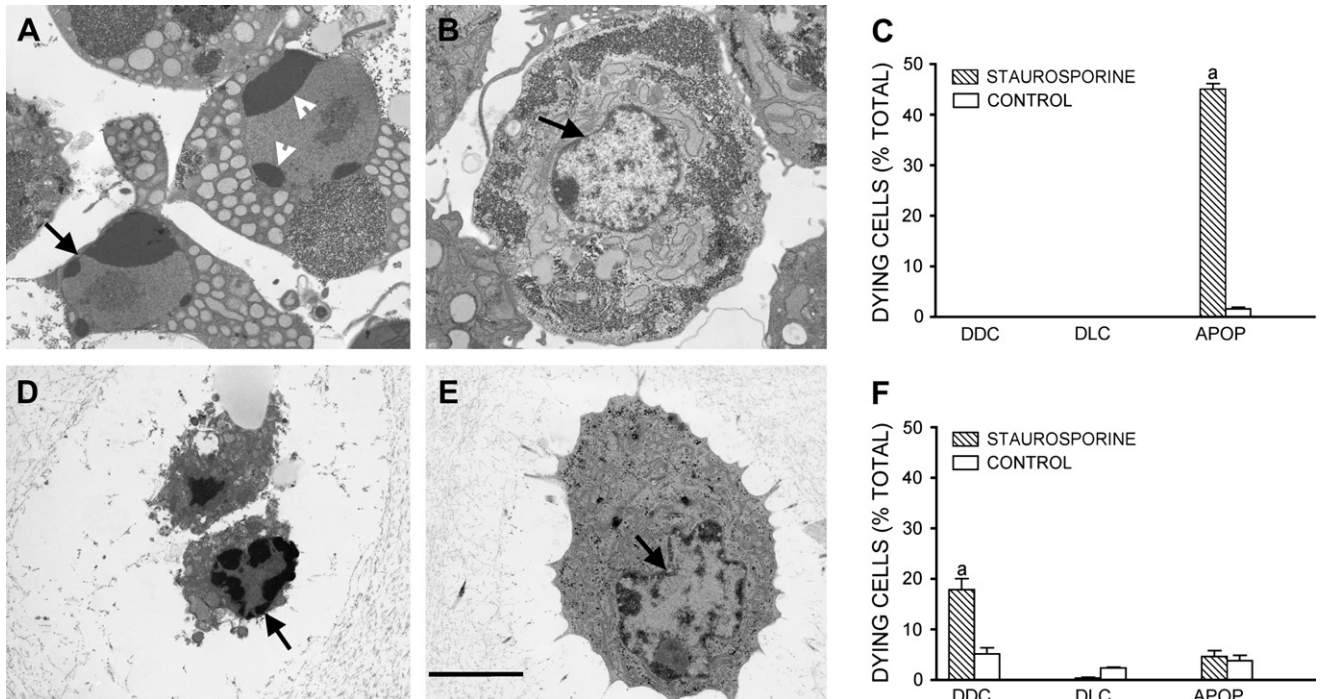 A
B
C
DYING CELLS (% TOTAL)
50
40
30
20
10
0
STAUROSPORINE
CONTROL
a
DDC DLC APOP
D
E
F
DYING CELLS (% TOTAL)
50
40
30
20
10
0
STAUROSPORINE
CONTROL
a
DDC DLC APOP